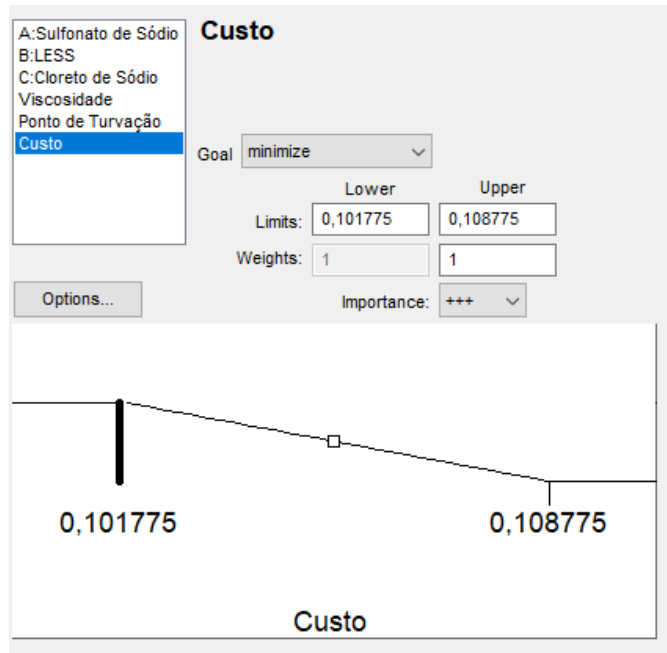 A:Sulfonato de Sódio
B:LESS
C:Cloreto de Sódio
Viscosidade
Ponto de Turvação
Custo
Custo
Goal minimize
Lower Upper
Limits: 0,101775 0,108775
Weights: 1 1
Options... Importance: +++
0,101775 0,108775
Custo